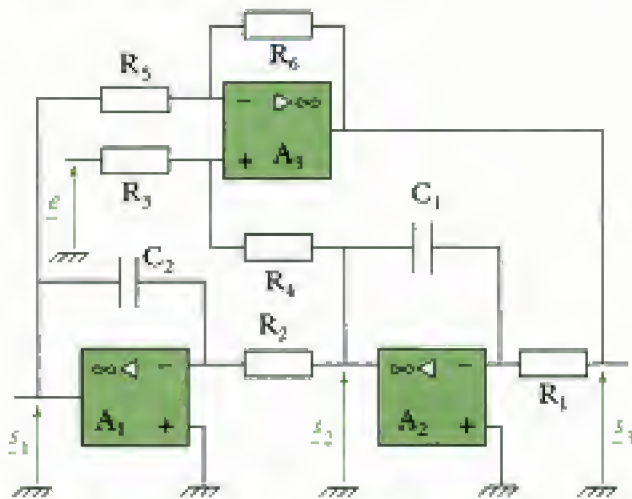 R₆
R₅
− ▷∞
+ A₃
R₃
e
C₁
C₂
R₄
R₂
∞◁ −
A₁ +
∞◁ −
A₂ +
R₁
s₁
s₂
s₃